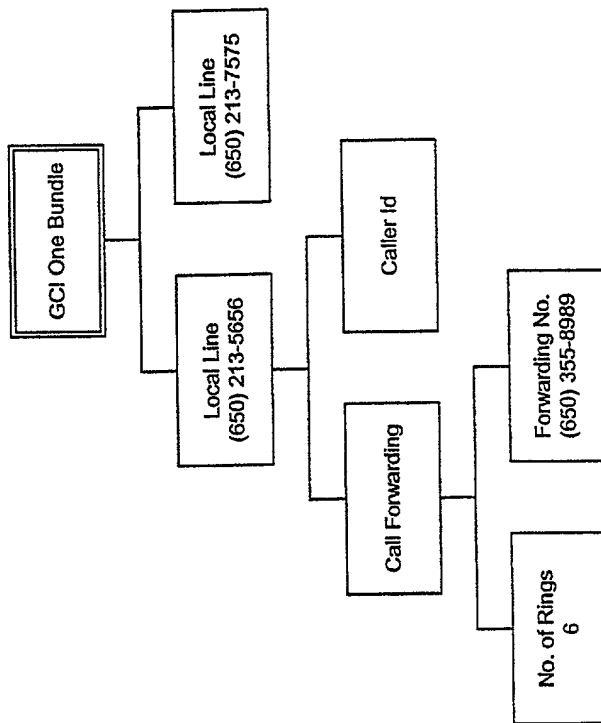 GCI One Bundle
Local Line
(650) 213-5656
Local Line
(650) 213-7575
Call Forwarding
Caller Id
No. of Rings
6
Forwarding No.
(650) 355-8989